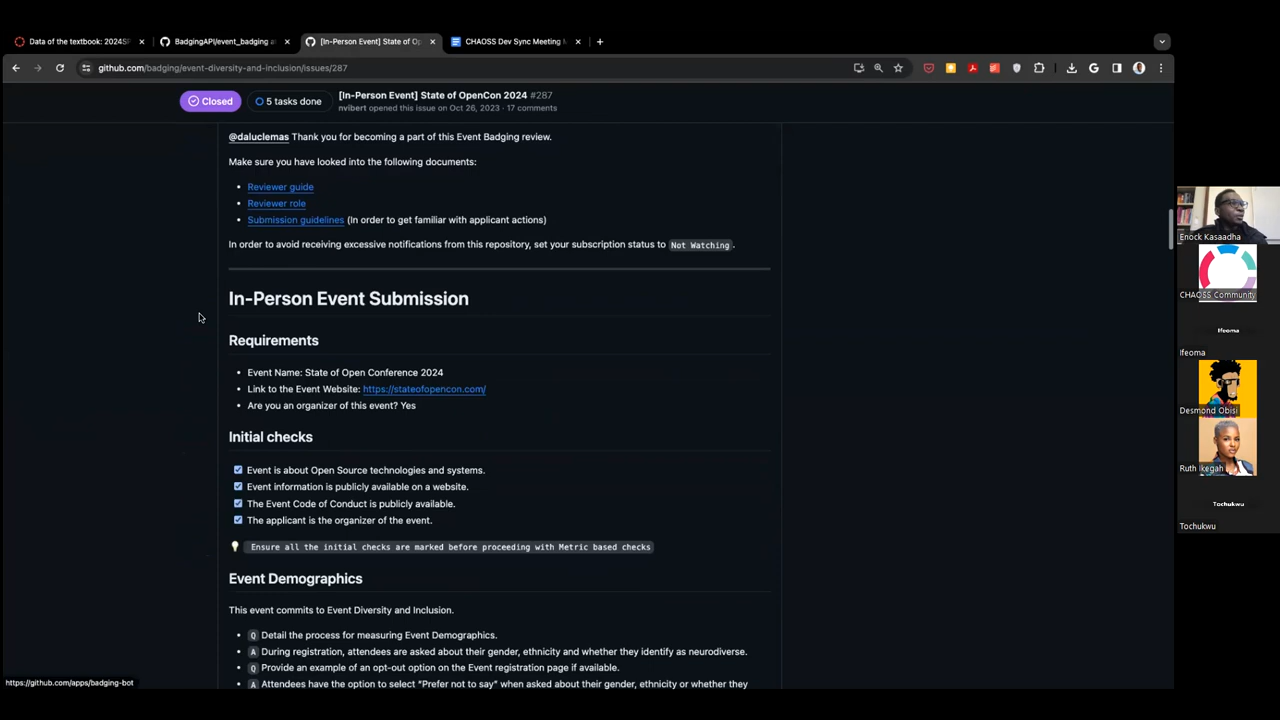 Data of the textbook: 2024SP
BadgingAPI/event_badging a
[In-Person Event] State of Op
CHAOSS Dev Sync Meeting M
github.com/badging/event-diversity-and-inclusion/issues/287
Closed
5 tasks done
[In-Person Event] State of OpenCon 2024 #287
nvibert opened this issue on Oct 26, 2023 · 17 comments
@daluclemas Thank you for becoming a part of this Event Badging review.
Make sure you have looked into the following documents:
• Reviewer guide
• Reviewer role
• Submission guidelines (In order to get familiar with applicant actions)
In order to avoid receiving excessive notifications from this repository, set your subscription status to Not Watching.
In-Person Event Submission
Requirements
• Event Name: State of Open Conference 2024
• Link to the Event Website: https://stateofopencon.com/
• Are you an organizer of this event? Yes
Initial checks
Event is about Open Source technologies and systems.
Event information is publicly available on a website.
The Event Code of Conduct is publicly available.
The applicant is the organizer of the event.
Ensure all the initial checks are marked before proceeding with Metric based checks
Event Demographics
This event commits to Event Diversity and Inclusion.
• Q Detail the process for measuring Event Demographics.
• A During registration, attendees are asked about their gender, ethnicity and whether they identify as neurodiverse.
• Q Provide an example of an opt-out option on the Event registration page if available.
• A Attendees have the option to select "Prefer not to say" when asked about their gender, ethnicity or whether they
https://github.com/apps/badging-bot
Enock Kasaadha
CHAOSS Community
Ifeoma
Ifeoma
Desmond Obisi
Ruth Ikegah
Tochukwu
Tochukwu